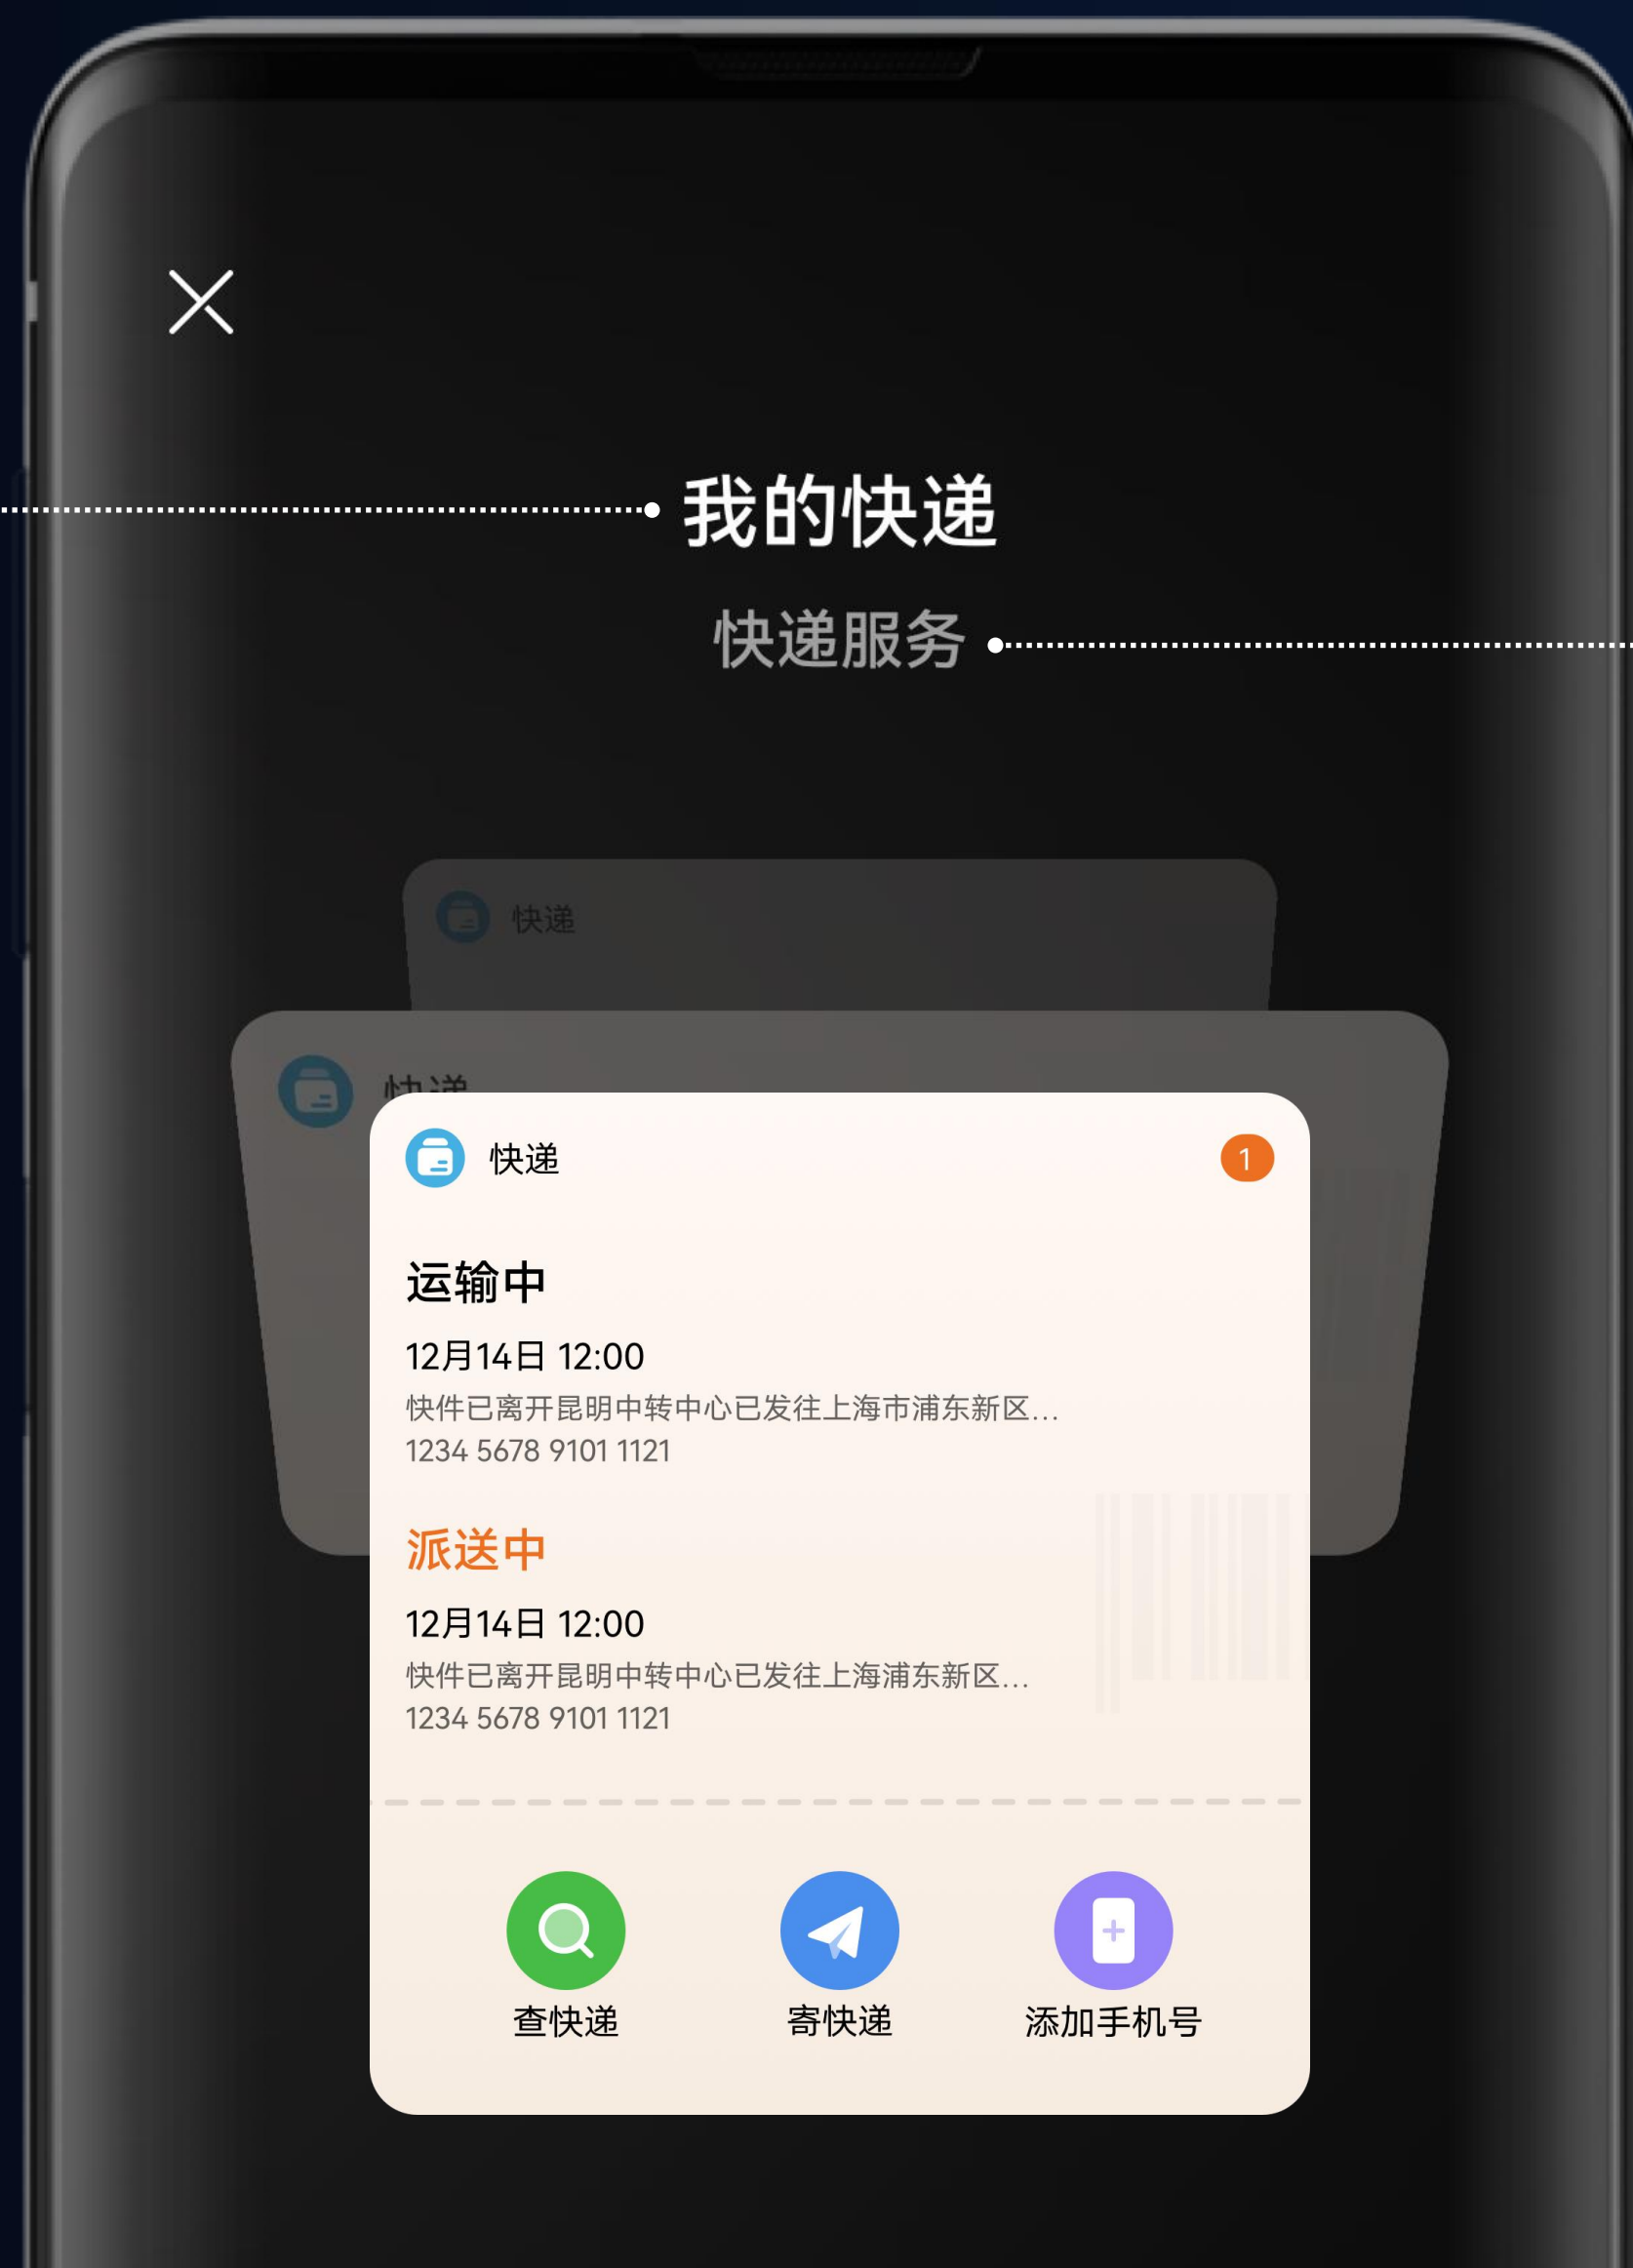 我的快递
快递服务
快递
快递
快递
1
运输中
12月14日 12:00
快件已离开昆明中转中心已发往上海市浦东新区...
1234 5678 9101 1121
派送中
12月14日 12:00
快件已离开昆明中转中心已发往上海浦东新区...
1234 5678 9101 1121
查快递
寄快递
添加手机号